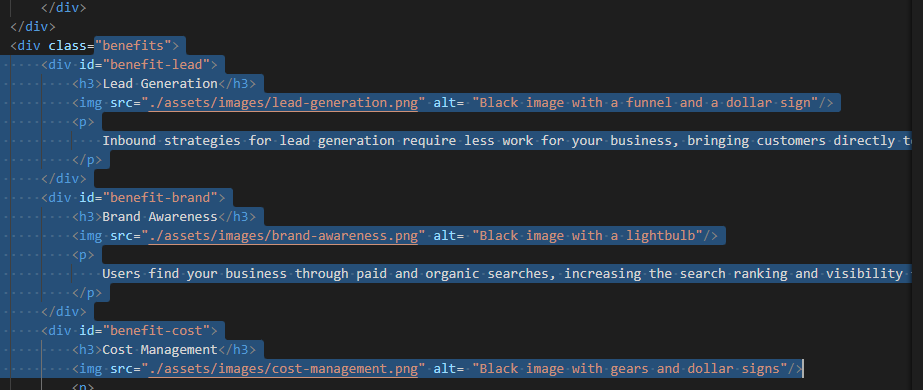 </div>
</div>
<div class="benefits">
<div id="benefit-lead">
<h3>Lead Generation</h3>
<img src="./assets/images/lead-generation.png" alt= "Black image with a funnel and a dollar sign"/>
<p>
Inbound strategies for lead generation require less work for your business, bringing customers directly
</p>
</div>
<div id="benefit-brand">
<h3>Brand Awareness</h3>
<img src="./assets/images/brand-awareness.png" alt= "Black image with a lightbulb"/>
<p>
Users find your business through paid and organic searches, increasing the search ranking and visibility
</p>
</div>
<div id="benefit-cost">
<h3>Cost Management</h3>
<img src="./assets/images/cost-management.png" alt= "Black image with gears and dollar signs"/>
<p>